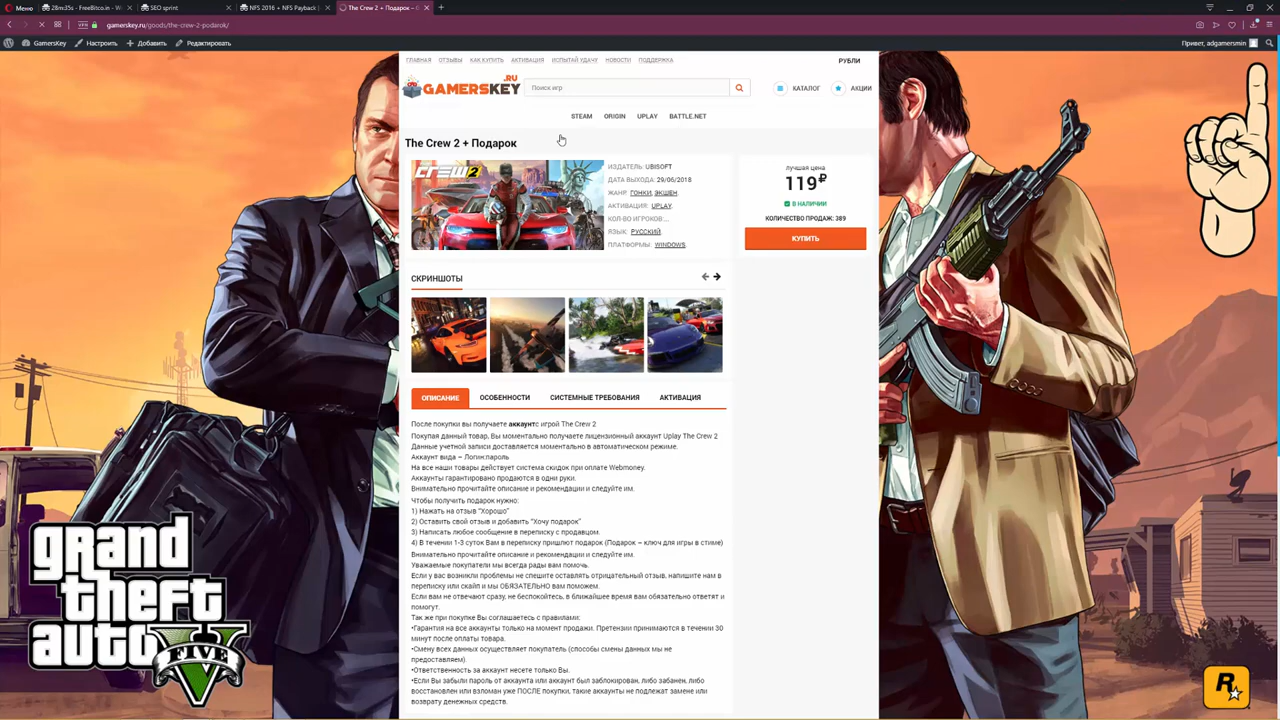 Меню
28m35s - FreeBitco.in - W
SEO sprint
NFS 2016 + NFS Payback |
The Crew 2 + Подарок -
gamerskey.ru/goods/the-crew-2-podarok/
GamersKey
Настроить
Добавить
Редактировать
Привет, adgamersmin
ГЛАВНАЯ ОТЗЫВЫ КАК КУПИТЬ АКТИВАЦИЯ ИСПЫТАЙ УДАЧУ НОВОСТИ ПОДДЕРЖКА
РУБЛИ
GAMERSKEY.RU
Поиск игр
КАТАЛОГ
АКЦИИ
STEAM ORIGIN UPLAY BATTLE.NET
The Crew 2 + Подарок
CREW 2
ИЗДАТЕЛЬ: UBISOFT
ДАТА ВЫХОДА: 29/06/2018
ЖАНР: ГОНКИ, ЭКШЕН,
АКТИВАЦИЯ: UPLAY,
КОЛ-ВО ИГРОКОВ:...
ЯЗЫК: РУССКИЙ,
ПЛАТФОРМЫ: WINDOWS,
лучшая цена
119₽
В НАЛИЧИИ
КОЛИЧЕСТВО ПРОДАЖ: 389
КУПИТЬ
СКРИНШОТЫ
ОПИСАНИЕ ОСОБЕННОСТИ СИСТЕМНЫЕ ТРЕБОВАНИЯ АКТИВАЦИЯ
После покупки вы получаете аккаунтс игрой The Crew 2
Покупая данный товар, Вы моментально получаете лицензионный аккаунт Uplay The Crew 2
Данные учетной записи доставляется моментально в автоматическом режиме.
Аккаунт вида – Логин:пароль
На все наши товары действует система скидок при оплате Webmoney.
Аккаунты гарантировано продаются в одни руки.
Внимательно прочитайте описание и рекомендации и следуйте им.
Чтобы получить подарок нужно:
1) Нажать на отзыв "Хорошо"
2) Оставить свой отзыв и добавить "Хочу подарок"
3) Написать любое сообщение в переписку с продавцом.
4) В течении 1-3 суток Вам в переписку пришлют подарок (Подарок – ключ для игры в стиме)
Внимательно прочитайте описание и рекомендации и следуйте им.
Уважаемые покупатели мы всегда рады вам помочь.
Если у вас возникли проблемы не спешите оставлять отрицательный отзыв, напишите нам в
переписку или скайп и мы ОБЯЗАТЕЛЬНО вам поможем.
Если вам не отвечают сразу, не беспокойтесь, в ближайшее время вам обязательно ответят и
помогут.
Так же при покупке Вы соглашаетесь с правилами:
•Гарантия на все аккаунты только на момент продажи. Претензии принимаются в течении 30
минут после оплаты товара.
•Смену всех данных осуществляет покупатель (способы смены данных мы не
предоставляем).
•Ответственность за аккаунт несете только Вы.
•Если Вы забыли пароль от аккаунта или аккаунт был заблокирован, либо забанен, либо
восстановлен или взломан уже ПОСЛЕ покупки, такие аккаунты не подлежат замене или
возврату денежных средств.
grand
theft
auto
FIVE
V
R